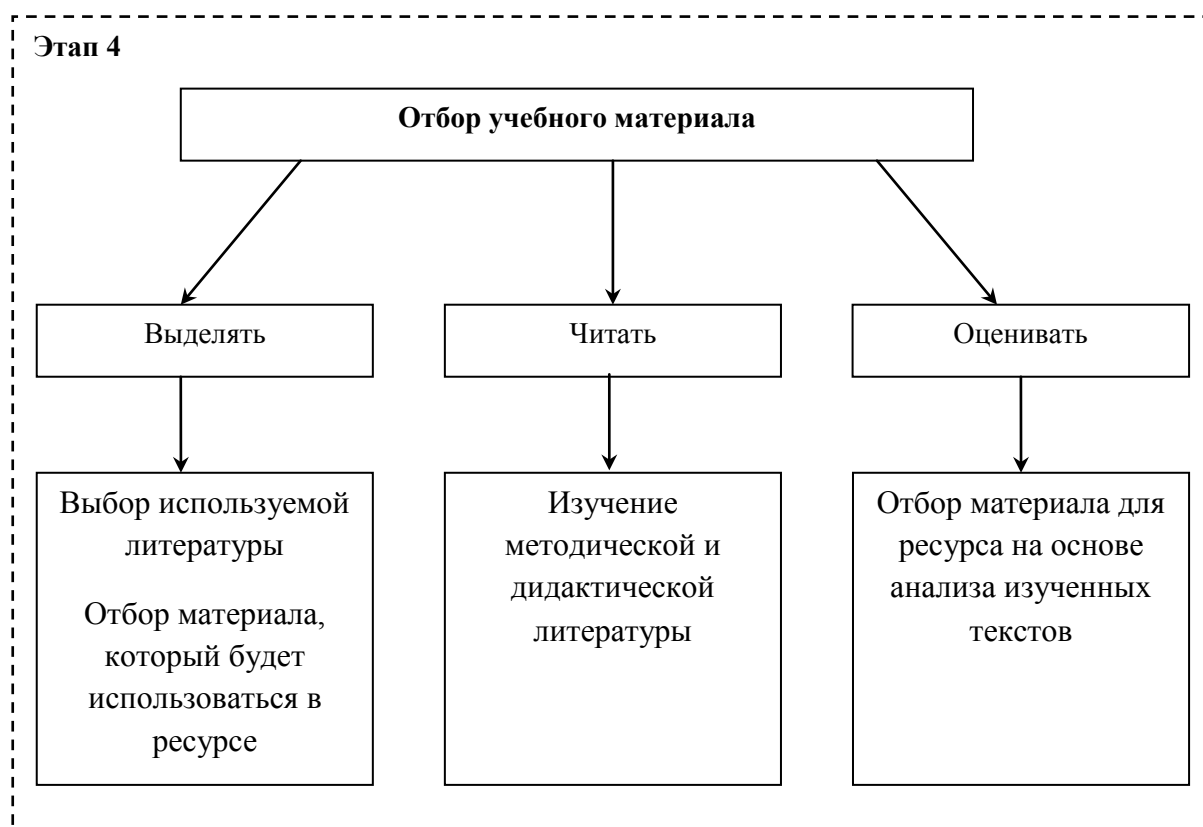 Этап 4
Отбор учебного материала
Выделять
Читать
Оценивать
Выбор используемой
литературы
Отбор материала,
который будет
использоваться в
ресурсе
Изучение
методической и
дидактической
литературы
Отбор материала для
ресурса на основе
анализа изученных
текстов